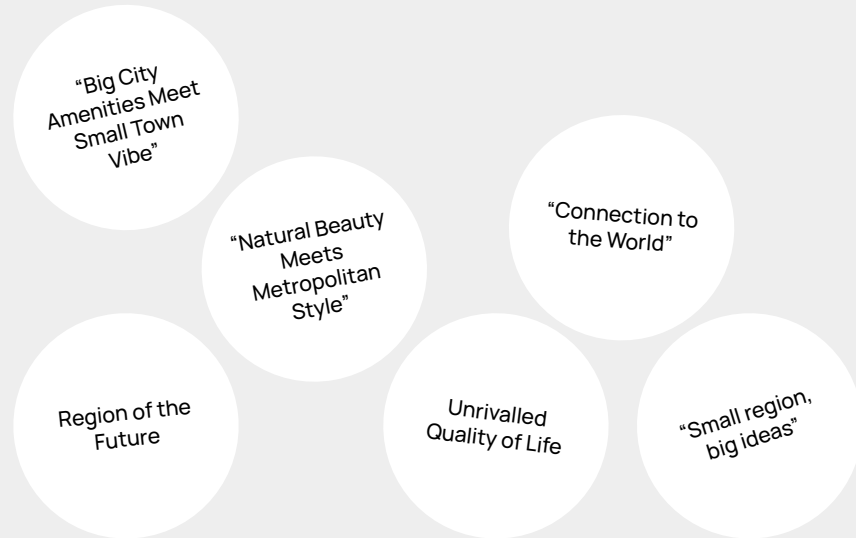 “Big City
Amenities Meet
Small Town
Vibe”
“Natural Beauty
Meets
Metropolitan
Style”
“Connection to
the World”
Region of the
Future
Unrivalled
Quality of Life
“Small region,
big ideas”